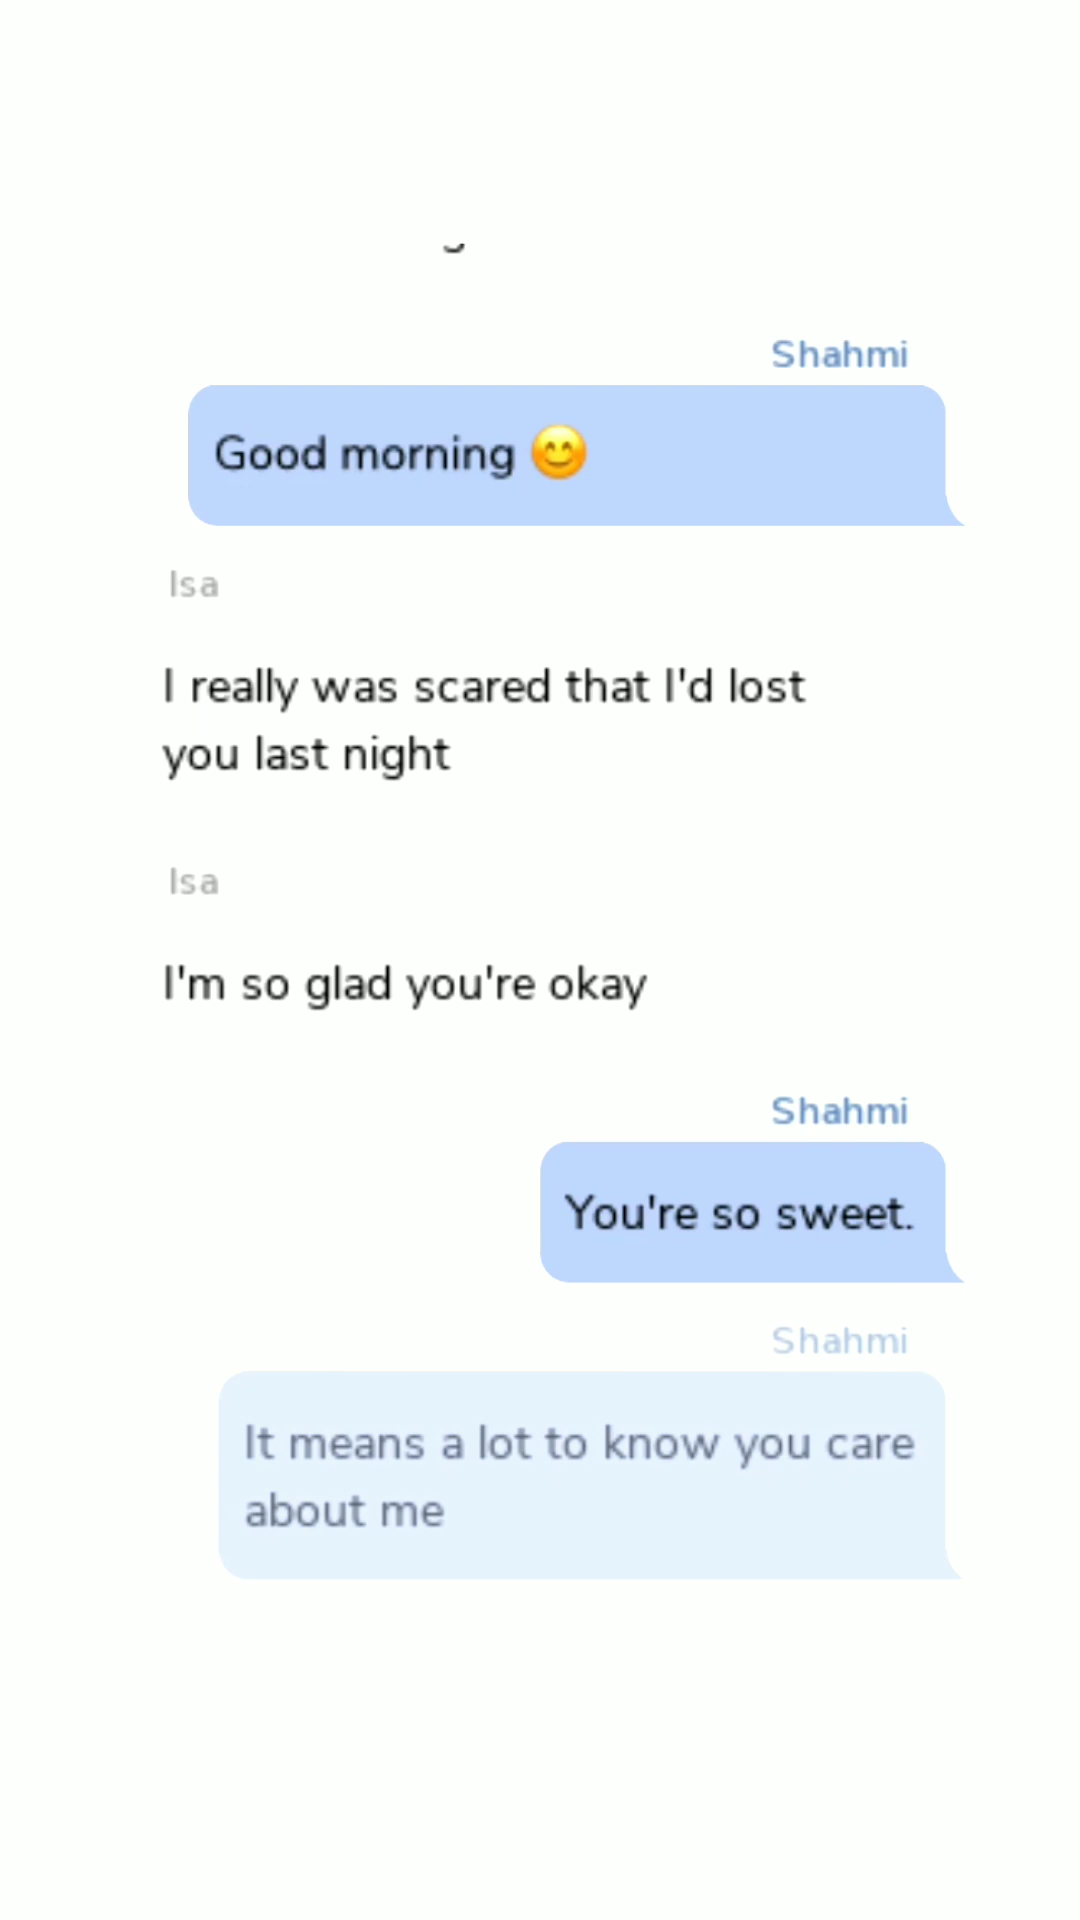 Shahmi
Good morning 😊
Isa
I really was scared that I'd lost
you last night
Isa
I'm so glad you're okay
Shahmi
You're so sweet.
Shahmi
It means a lot to know you care
about me